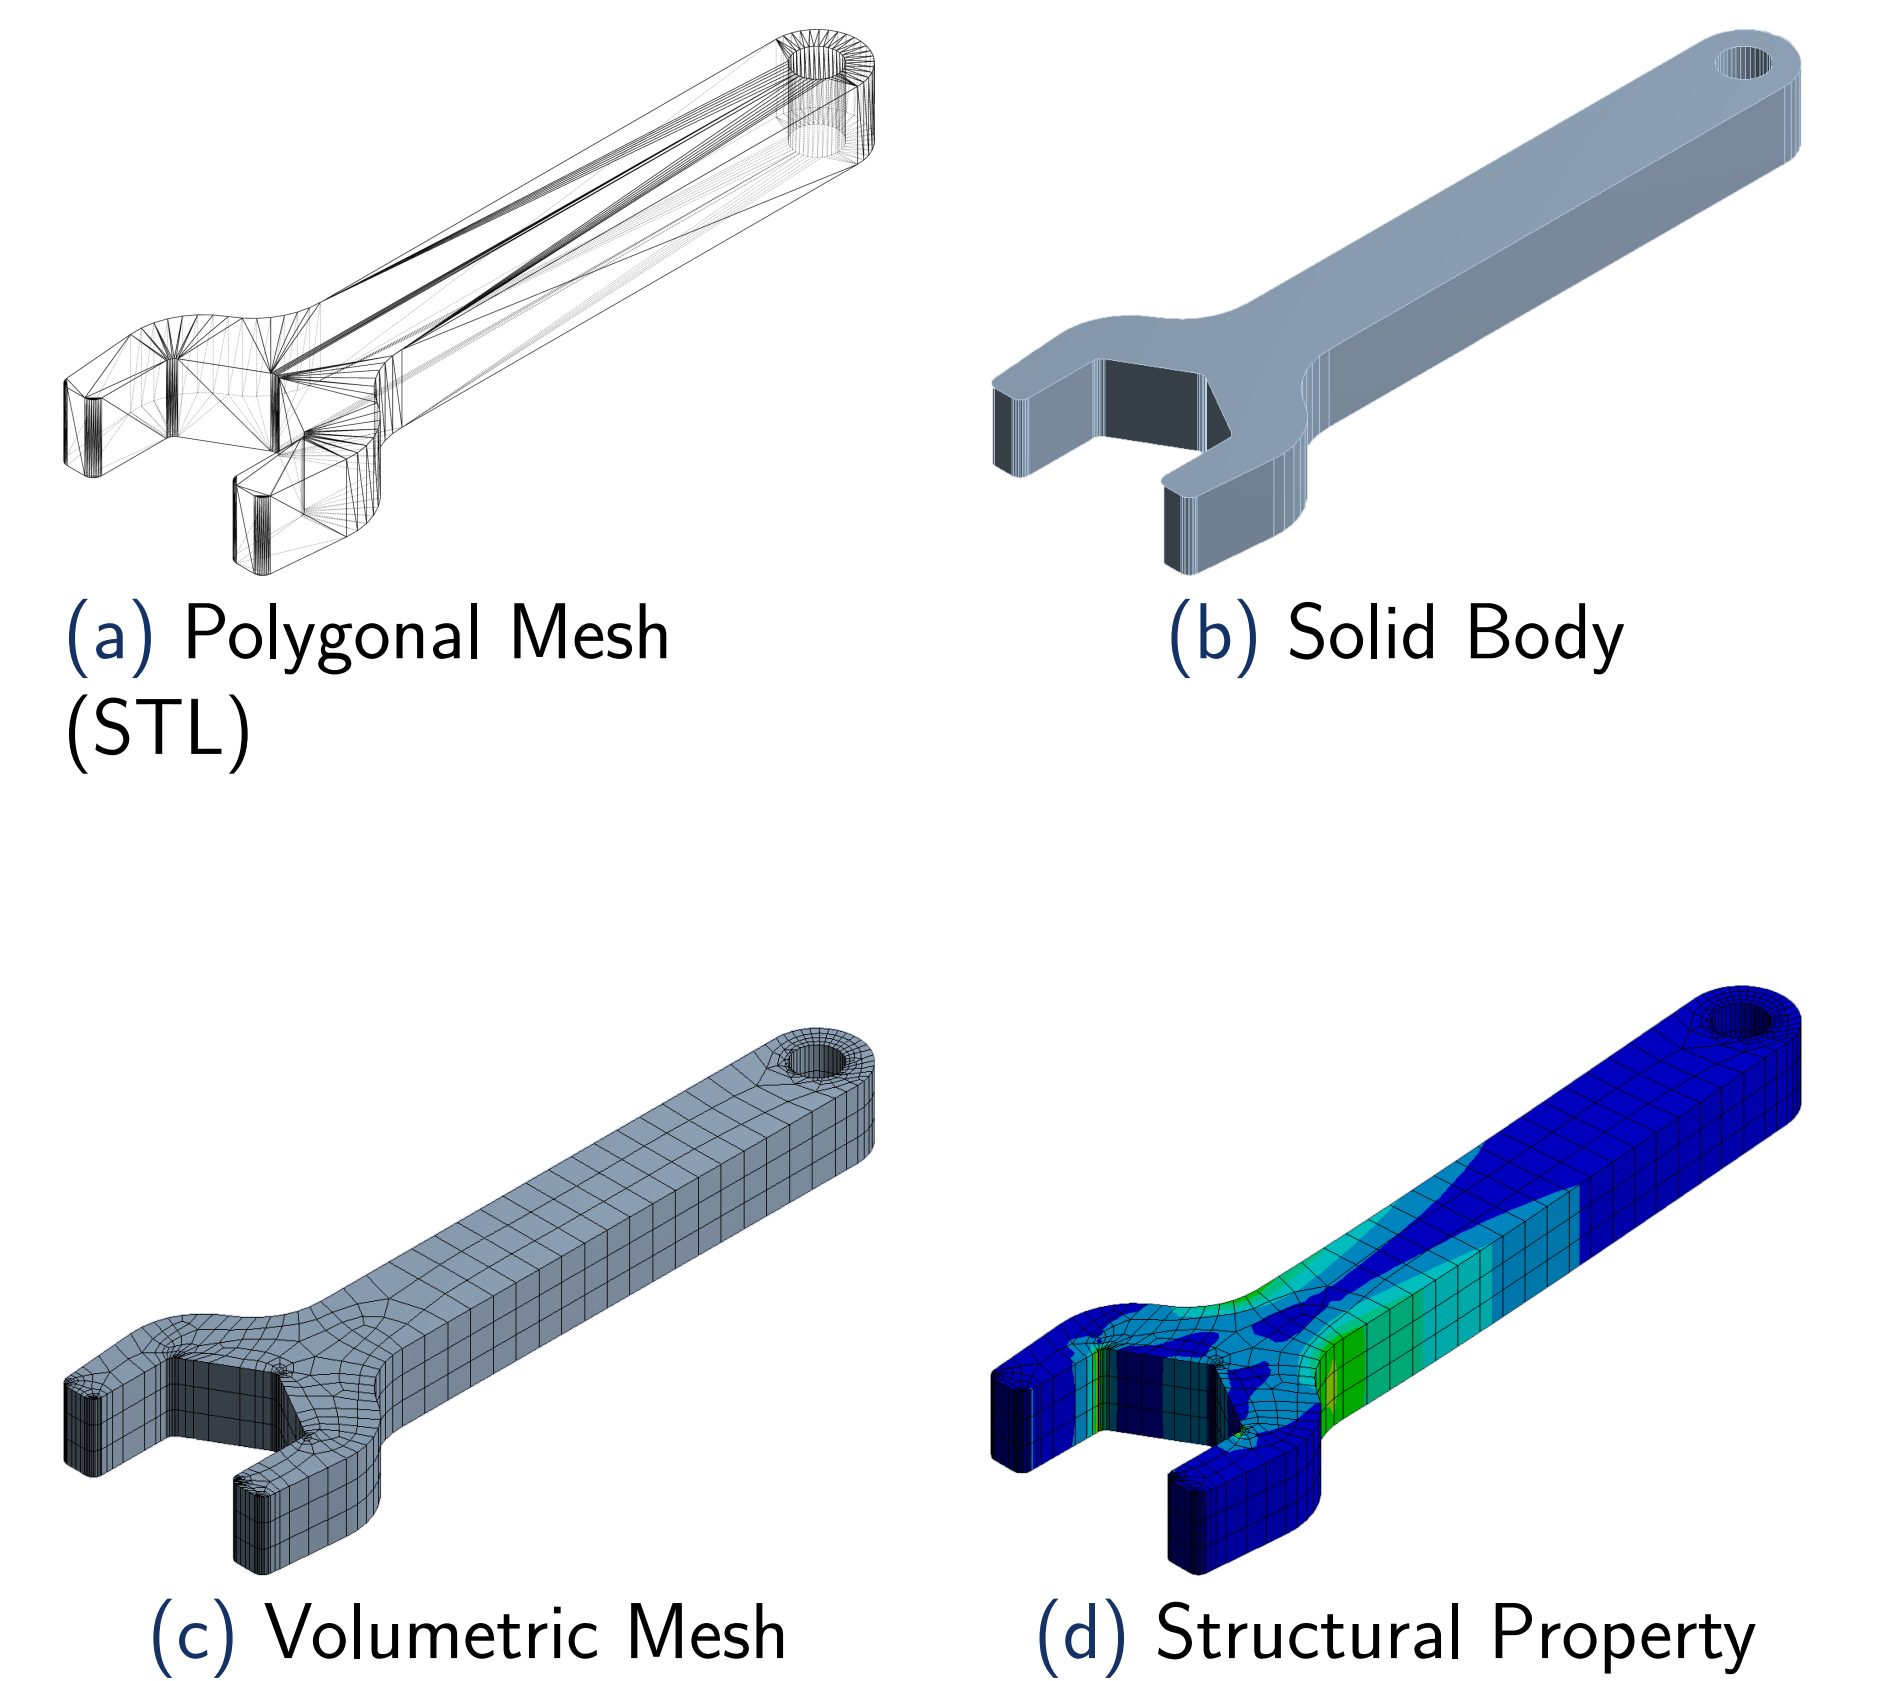 (a) Polygonal Mesh
(STL)
(b) Solid Body
(c) Volumetric Mesh
(d) Structural Property